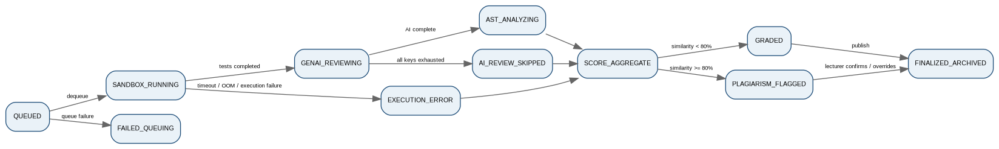 QUEUED
dequeue
queue failure
SANDBOX_RUNNING
FAILED_QUEUING
tests completed
timeout / OOM / execution failure
GENAI_REVIEWING
EXECUTION_ERROR
AI complete
all keys exhausted
AST_ANALYZING
AI_REVIEW_SKIPPED
SCORE_AGGREGATE
similarity < 80%
similarity >= 80%
GRADED
PLAGIARISM_FLAGGED
publish
lecturer confirms / overrides
FINALIZED_ARCHIVED